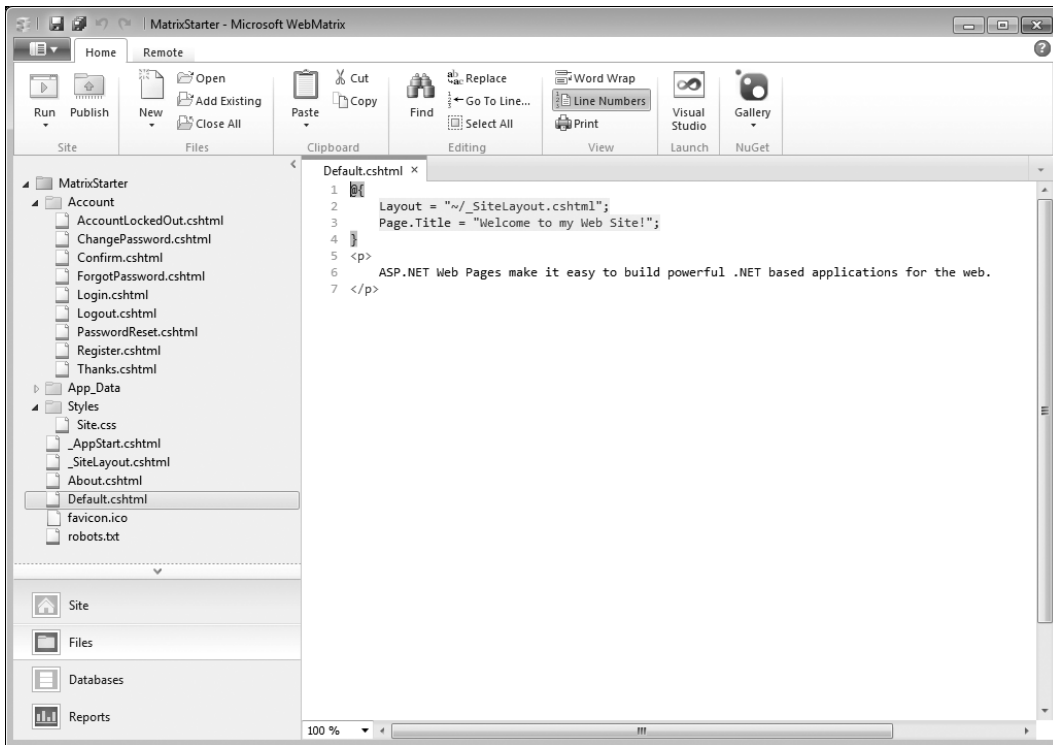 MatrixStarter - Microsoft WebMatrix
Home Remote
Run
Publish
New
Open
Add Existing
Close All
Paste
Cut
Copy
Find
Replace
Go To Line...
Select All
Word Wrap
Line Numbers
Print
Visual
Studio
Gallery
Site Files Clipboard Editing View Launch NuGet
MatrixStarter
Account
AccountLockedOut.cshtml
ChangePassword.cshtml
Confirm.cshtml
ForgotPassword.cshtml
Login.cshtml
Logout.cshtml
PasswordReset.cshtml
Register.cshtml
Thanks.cshtml
App_Data
Styles
Site.css
_AppStart.cshtml
_SiteLayout.cshtml
About.cshtml
Default.cshtml
favicon.ico
robots.txt
Site
Files
Databases
Reports
Default.cshtml ×
1 @{
2 Layout = "~/_SiteLayout.cshtml";
3 Page.Title = "Welcome to my Web Site!";
4 }
5 <p>
6 ASP.NET Web Pages make it easy to build powerful .NET based applications for the web.
7 </p>
100 %